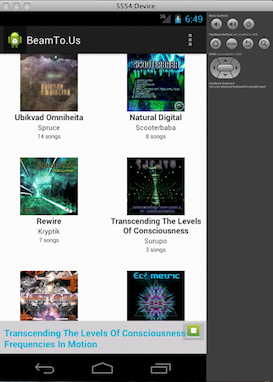 5554:Device
3G 6:49
BeamTo.Us
Ubikvad Omniheita
Spruce
14 songs
Natural Digital
Scooterbaba
8 songs
Rewire
Kryptik
7 songs
Transcending The Levels
Of Consciousness
Surupo
3 songs
Transcending The Levels Of Consciousness
Frequencies In Motion